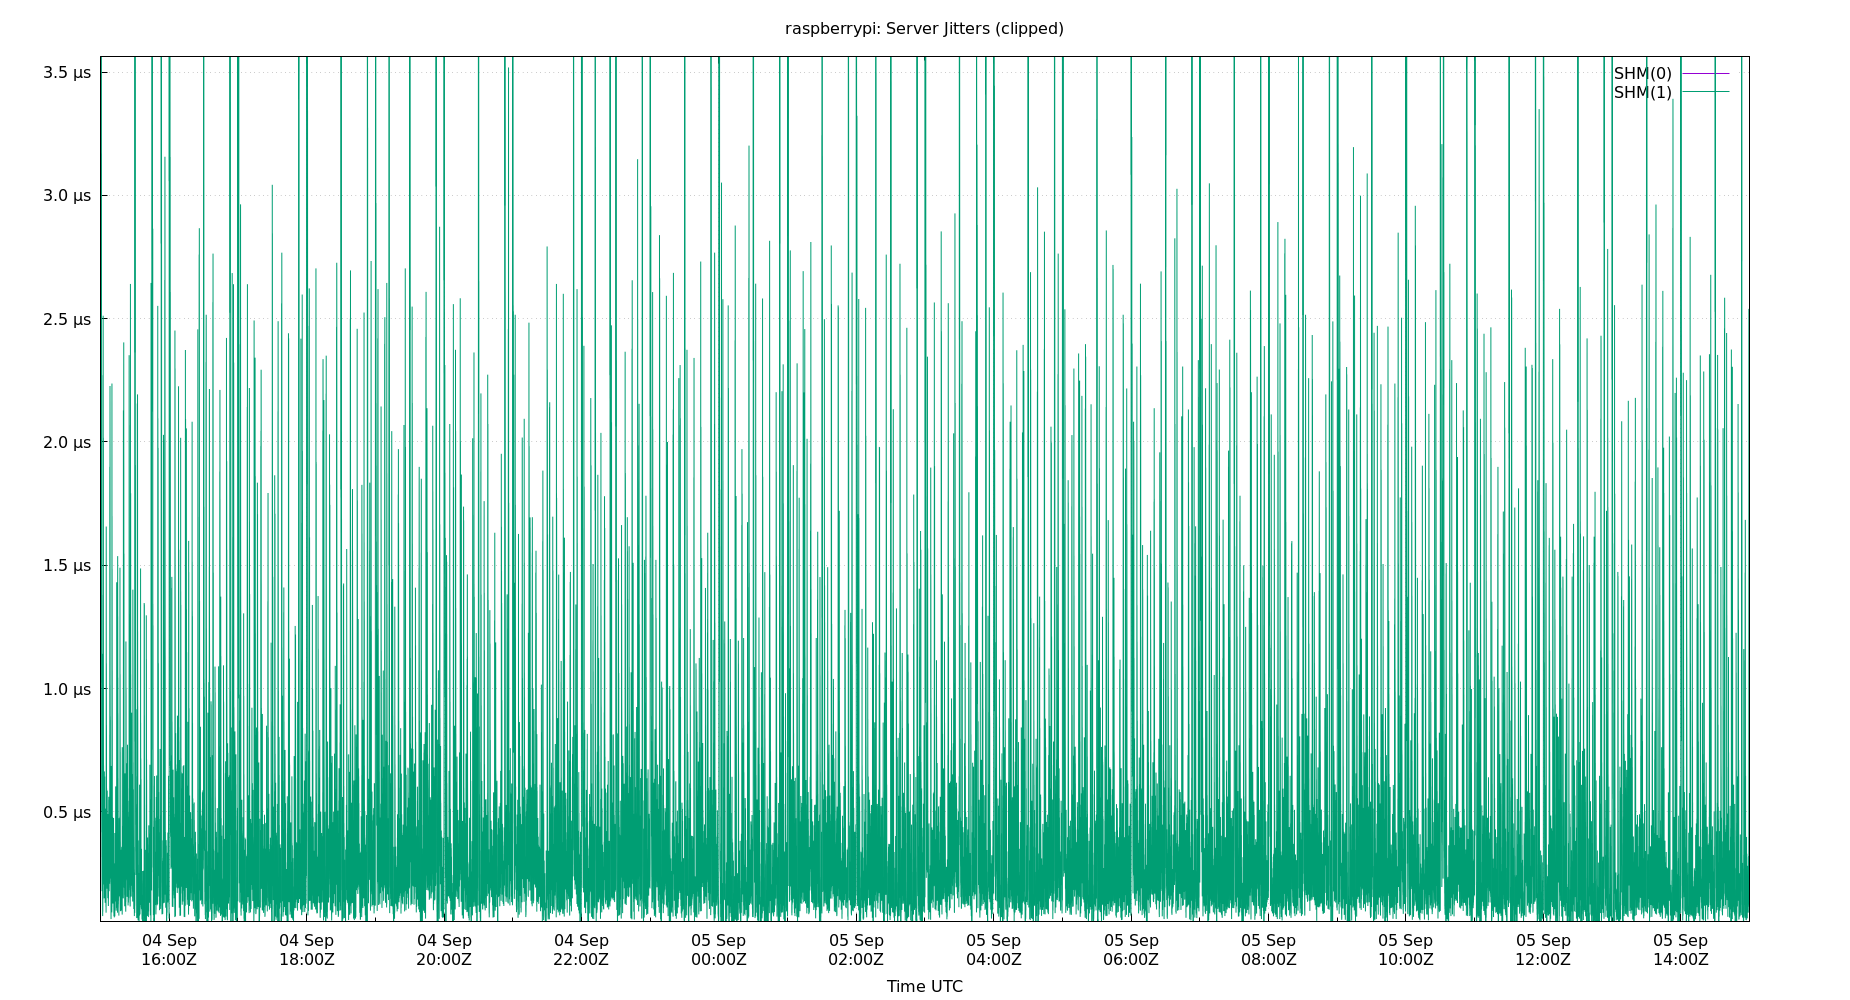 raspberrypi: Server Jitters (clipped)
3.5 μs
3.0 μs
2.5 μs
2.0 μs
1.5 μs
1.0 μs
0.5 μs
SHM(0)
SHM(1)
04 Sep 04 Sep 04 Sep 04 Sep 05 Sep 05 Sep 05 Sep 05 Sep 05 Sep 05 Sep 05 Sep 05 Sep
16:00Z 18:00Z 20:00Z 22:00Z 00:00Z 02:00Z 04:00Z 06:00Z 08:00Z 10:00Z 12:00Z 14:00Z
Time UTC